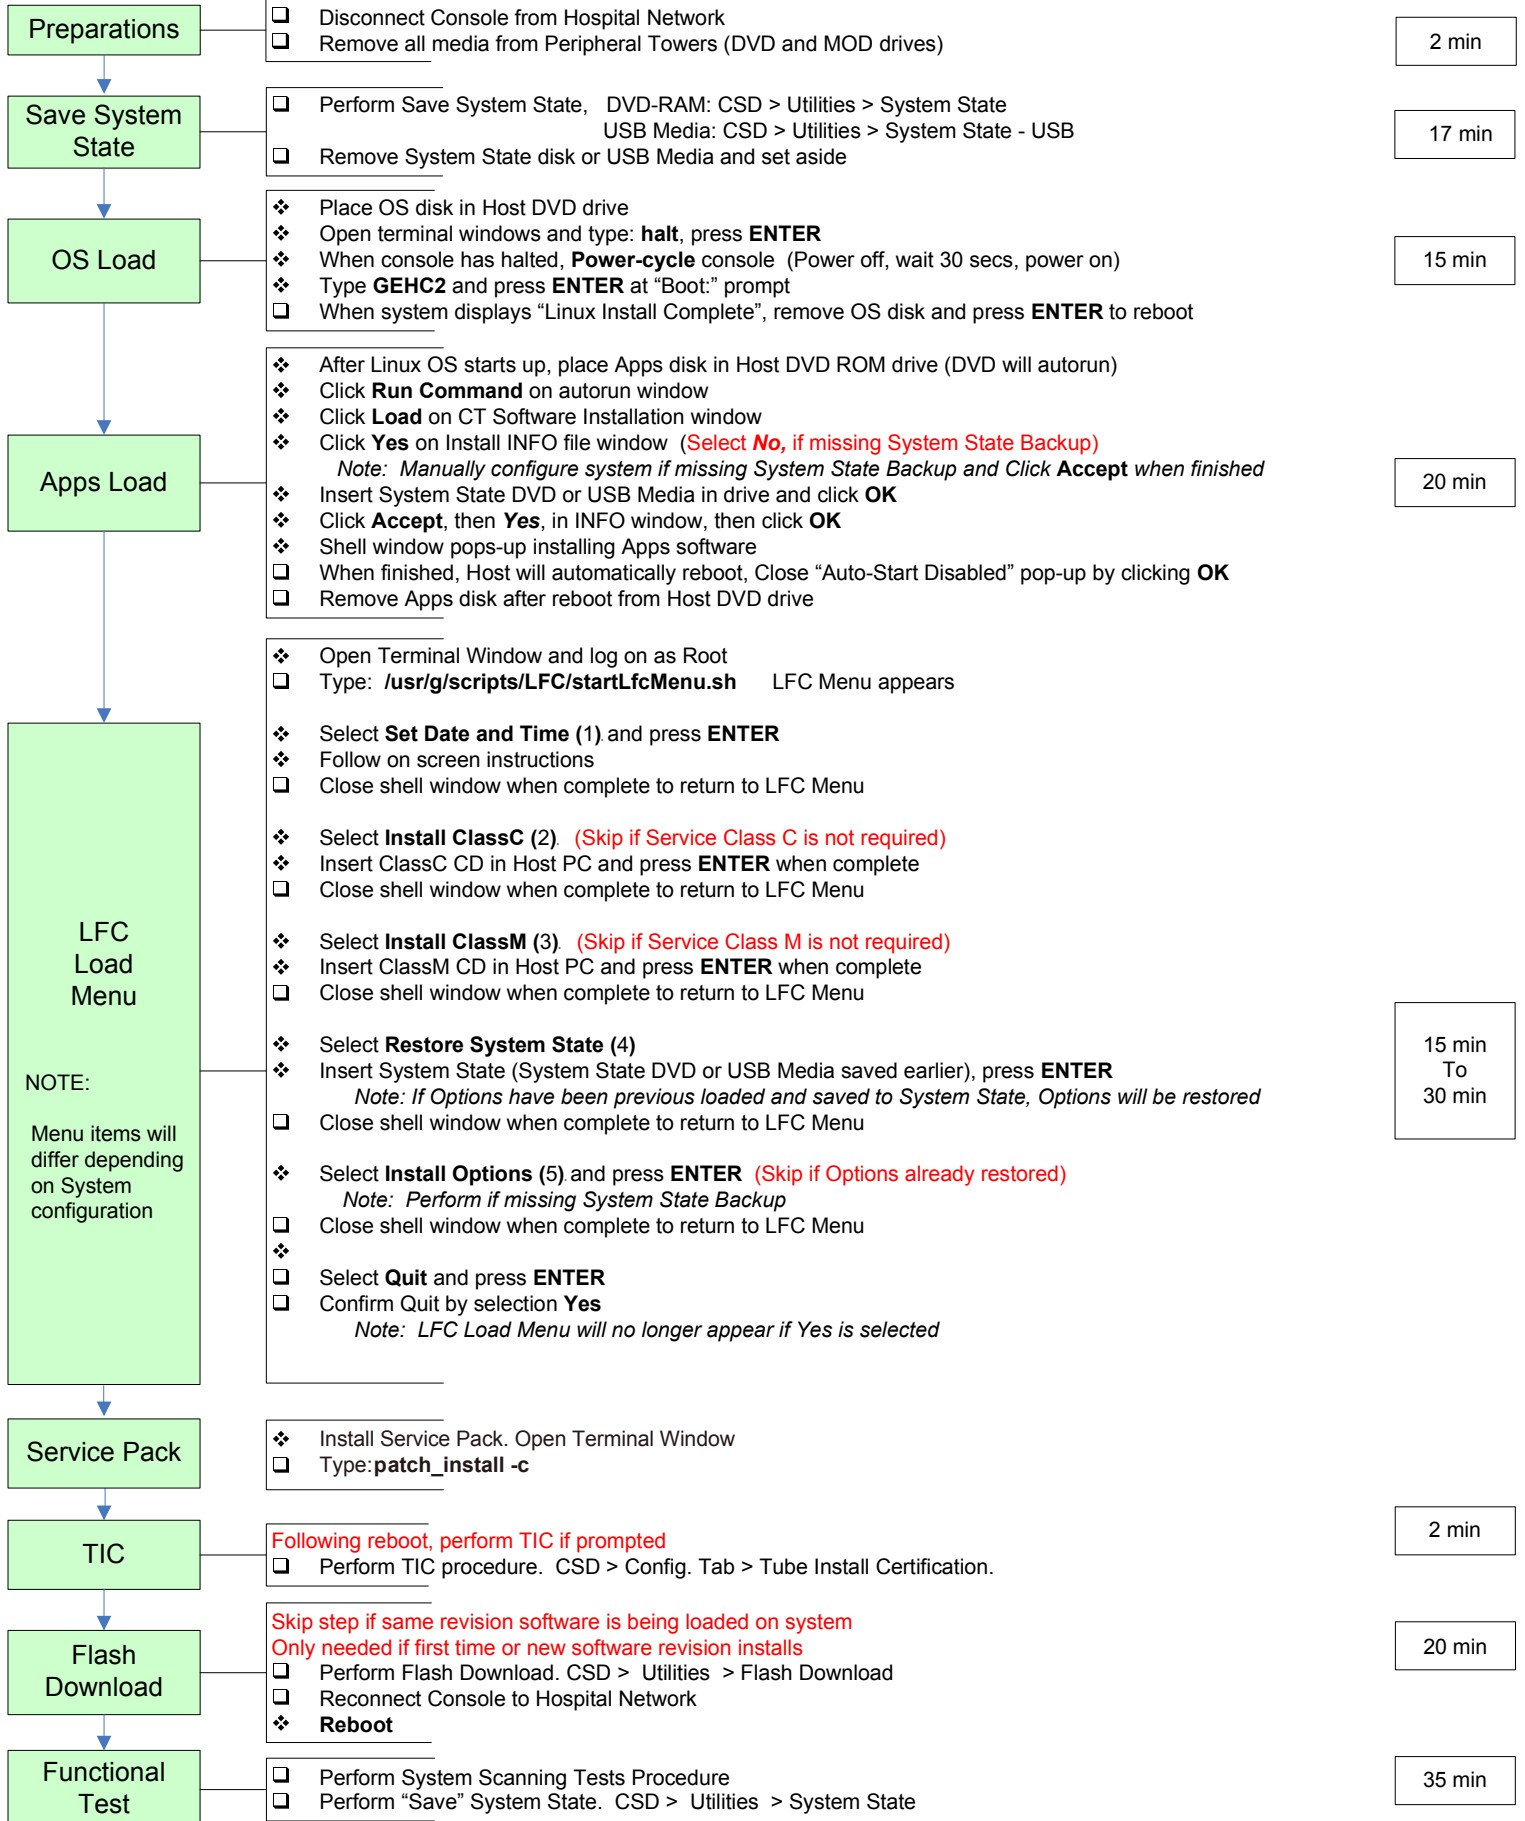 Preparations
Disconnect Console from Hospital Network
Remove all media from Peripheral Towers (DVD and MOD drives)
2 min
Save System
State
Perform Save System State, DVD-RAM: CSD > Utilities > System State
USB Media: CSD > Utilities > System State - USB
Remove System State disk or USB Media and set aside
17 min
OS Load
Place OS disk in Host DVD drive
Open terminal windows and type: halt, press ENTER
When console has halted, Power-cycle console (Power off, wait 30 secs, power on)
Type GEHC2 and press ENTER at “Boot:” prompt
When system displays “Linux Install Complete”, remove OS disk and press ENTER to reboot
15 min
Apps Load
After Linux OS starts up, place Apps disk in Host DVD ROM drive (DVD will autorun)
Click Run Command on autorun window
Click Load on CT Software Installation window
Click Yes on Install INFO file window (Select No, if missing System State Backup)
Note: Manually configure system if missing System State Backup and Click Accept when finished
Insert System State DVD or USB Media in drive and click OK
Click Accept, then Yes, in INFO window, then click OK
Shell window pops-up installing Apps software
When finished, Host will automatically reboot, Close “Auto-Start Disabled” pop-up by clicking OK
Remove Apps disk after reboot from Host DVD drive
20 min
LFC
Load
Menu
NOTE:
Menu items will
differ depending
on System
configuration
Open Terminal Window and log on as Root
Type: /usr/g/scripts/LFC/startLfcMenu.sh LFC Menu appears
Select Set Date and Time (1) and press ENTER
Follow on screen instructions
Close shell window when complete to return to LFC Menu
Select Install ClassC (2). (Skip if Service Class C is not required)
Insert ClassC CD in Host PC and press ENTER when complete
Close shell window when complete to return to LFC Menu
Select Install ClassM (3). (Skip if Service Class M is not required)
Insert ClassM CD in Host PC and press ENTER when complete
Close shell window when complete to return to LFC Menu
Select Restore System State (4)
Insert System State (System State DVD or USB Media saved earlier), press ENTER
Note: If Options have been previous loaded and saved to System State, Options will be restored
Close shell window when complete to return to LFC Menu
Select Install Options (5) and press ENTER (Skip if Options already restored)
Note: Perform if missing System State Backup
Close shell window when complete to return to LFC Menu
Select Quit and press ENTER
Confirm Quit by selection Yes
Note: LFC Load Menu will no longer appear if Yes is selected
15 min
To
30 min
Service Pack
Install Service Pack. Open Terminal Window
Type:patch_install -c
TIC
Following reboot, perform TIC if prompted
Perform TIC procedure. CSD > Config. Tab > Tube Install Certification.
2 min
Flash
Download
Skip step if same revision software is being loaded on system
Only needed if first time or new software revision installs
Perform Flash Download. CSD > Utilities > Flash Download
Reconnect Console to Hospital Network
Reboot
20 min
Functional
Test
Perform System Scanning Tests Procedure
Perform “Save” System State. CSD > Utilities > System State
35 min